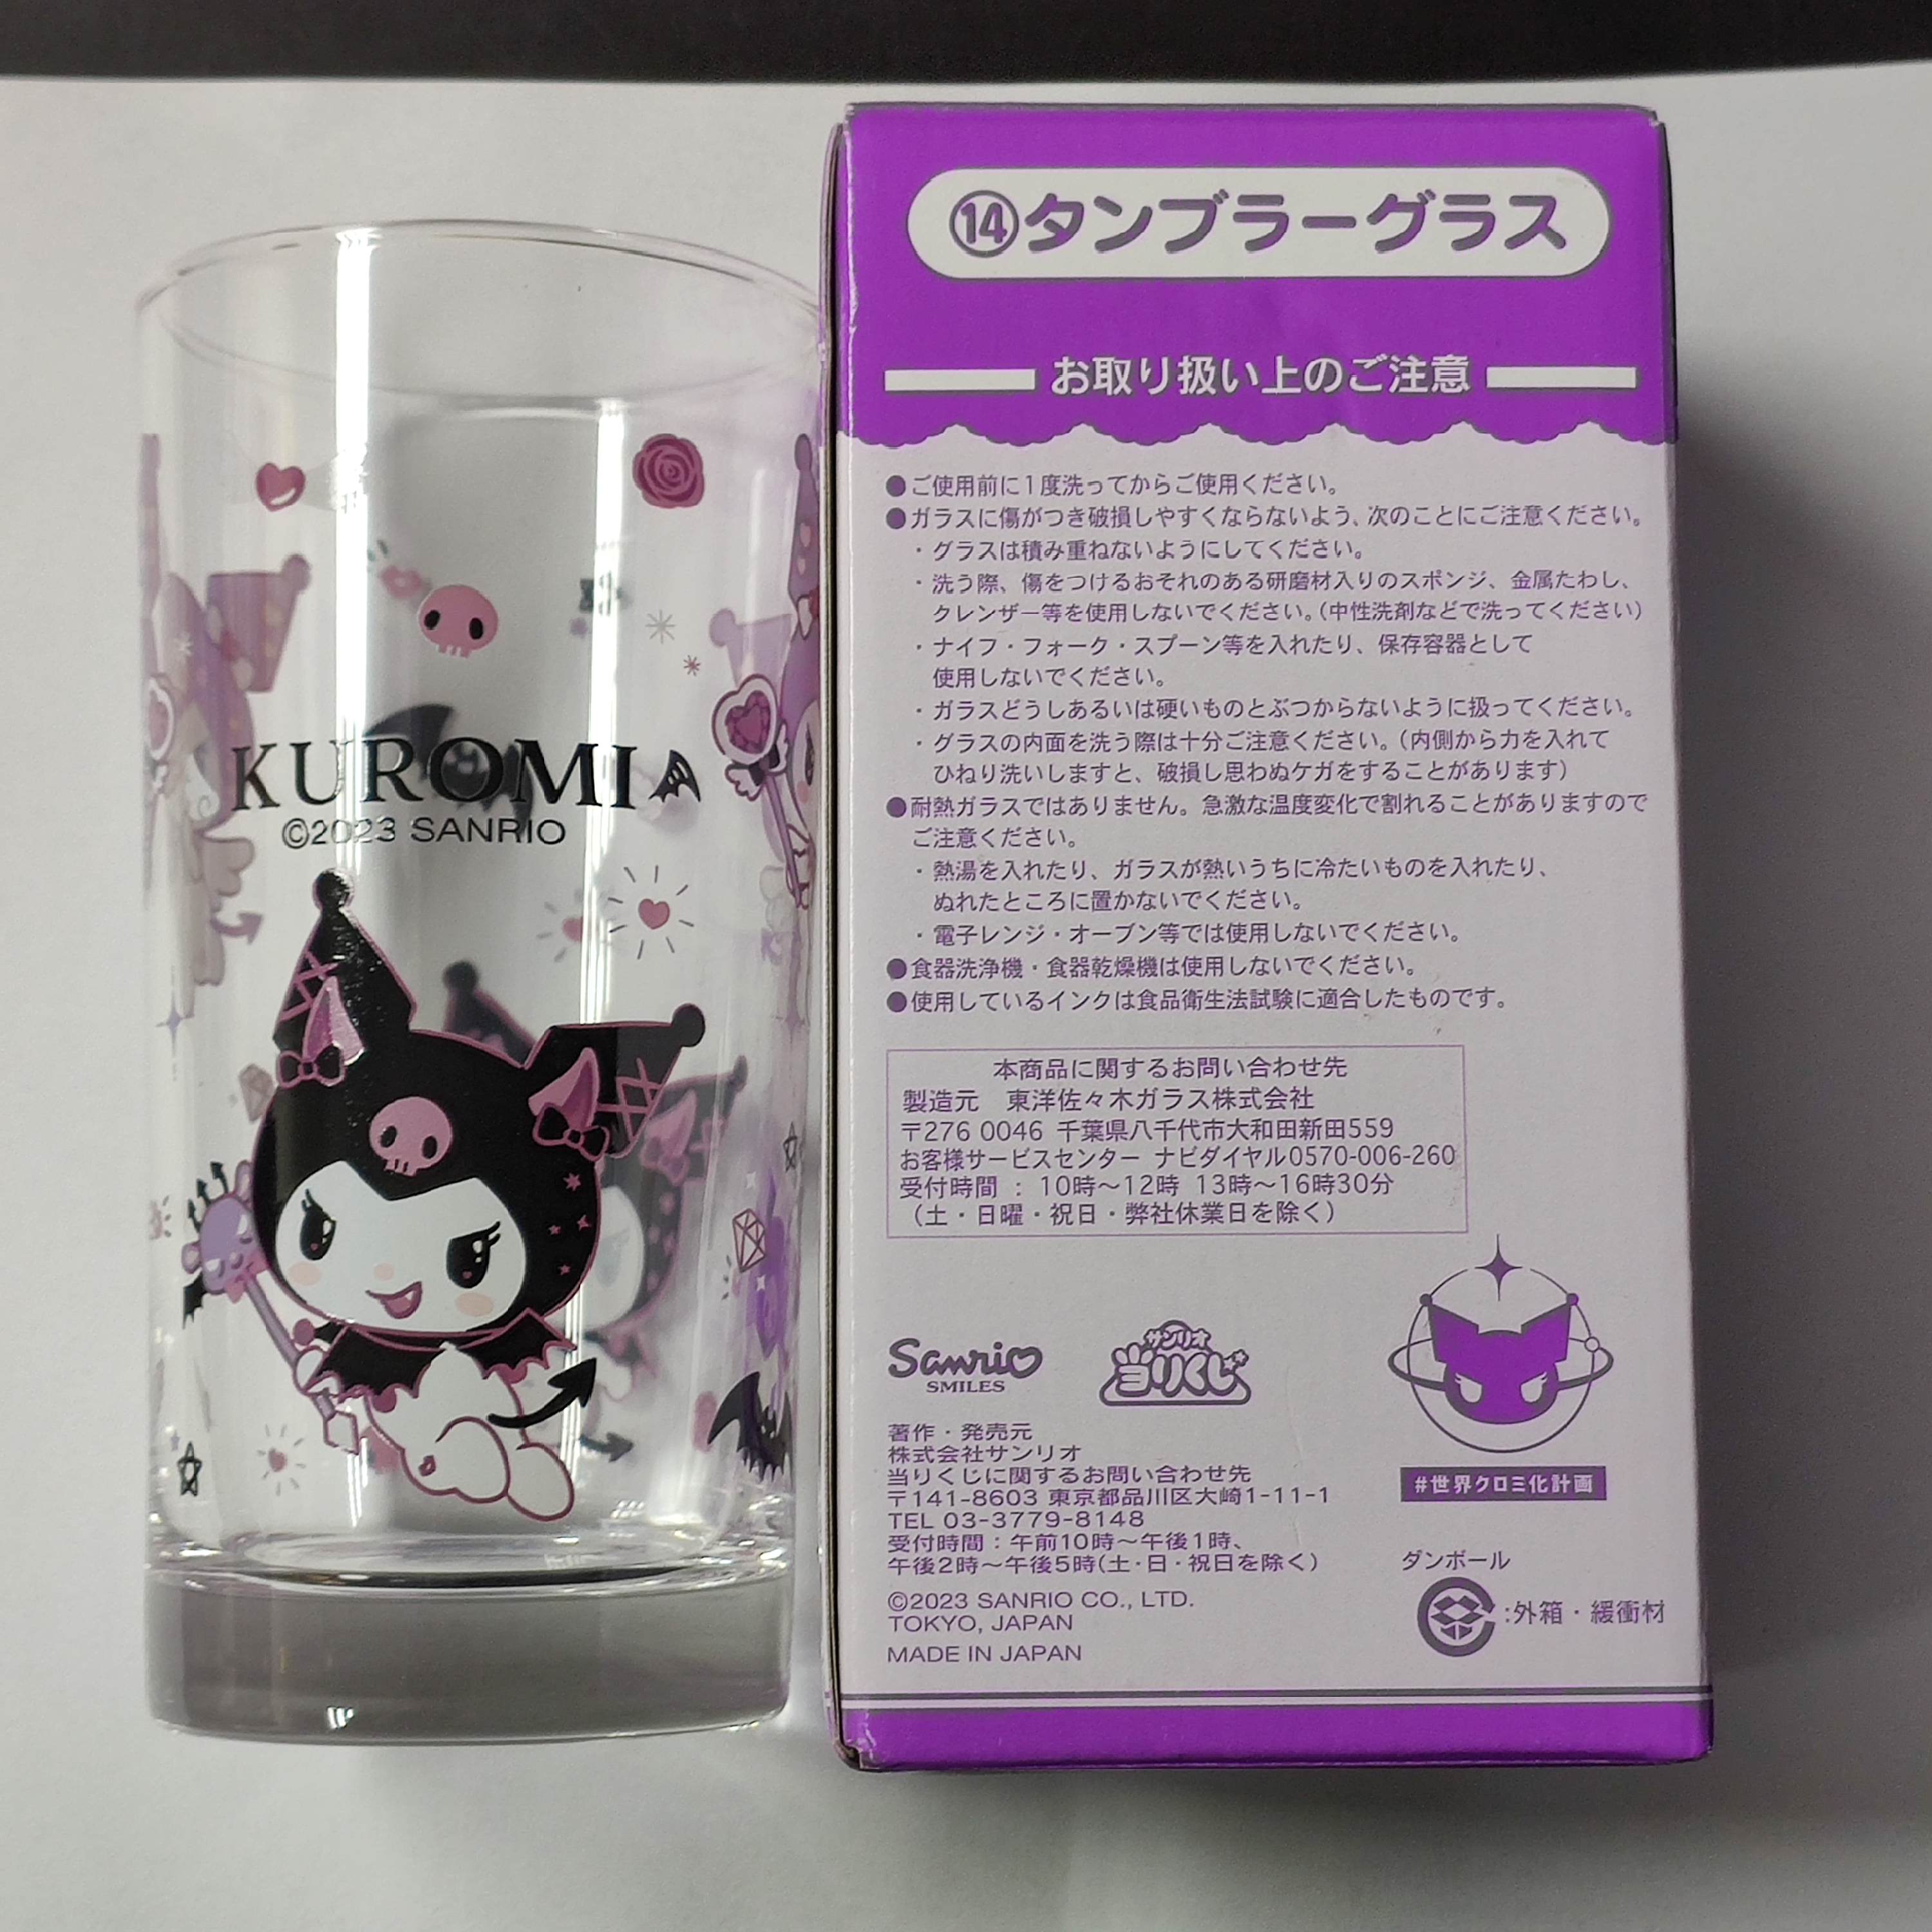 KUROMI
©2023 SANRIO
⑭タンブラーグラス
お取り扱い上のご注意
●ご使用前に1度洗ってからご使用ください。
●ガラスに傷がつき破損しやすくならないよう、次のことにご注意ください。
・グラスは積み重ねないようにしてください。
・洗う際、傷をつけるおそれのある研磨材入りのスポンジ、金属たわし、
クレンザー等を使用しないでください。(中性洗剤などで洗ってください)
・ナイフ・フォーク・スプーン等を入れたり、保存容器として
使用しないでください。
・ガラスどうしあるいは硬いものとぶつからないように扱ってください。
・グラスの内面を洗う際は十分ご注意ください。(内側から力を入れて
ひねり洗いしますと、破損し思わぬケガをすることがあります)
●耐熱ガラスではありません。急激な温度変化で割れることがありますので
ご注意ください。
・熱湯を入れたり、ガラスが熱いうちに冷たいものを入れたり、
ぬれたところに置かないでください。
・電子レンジ・オーブン等では使用しないでください。
●食器洗浄機・食器乾燥機は使用しないでください。
●使用しているインクは食品衛生法試験に適合したものです。
本商品に関するお問い合わせ先
製造元 東洋佐々木ガラス株式会社
〒276 0046 千葉県八千代市大和田新田559
お客様サービスセンター ナビダイヤル0570-006-260
受付時間 : 10時～12時 13時～16時30分
(土・日曜・祝日・弊社休業日を除く)
Sanrio
SMILES
サンリオ
当りくじ
著作・発売元
株式会社サンリオ
当りくじに関するお問い合わせ先
〒141-8603 東京都品川区大崎1-11-1
TEL 03-3779-8148
受付時間：午前10時～午後1時、
午後2時～午後5時(土・日・祝日を除く)
©2023 SANRIO CO., LTD.
TOKYO, JAPAN
MADE IN JAPAN
#世界クロミ化計画
ダンボール
:外箱・緩衝材